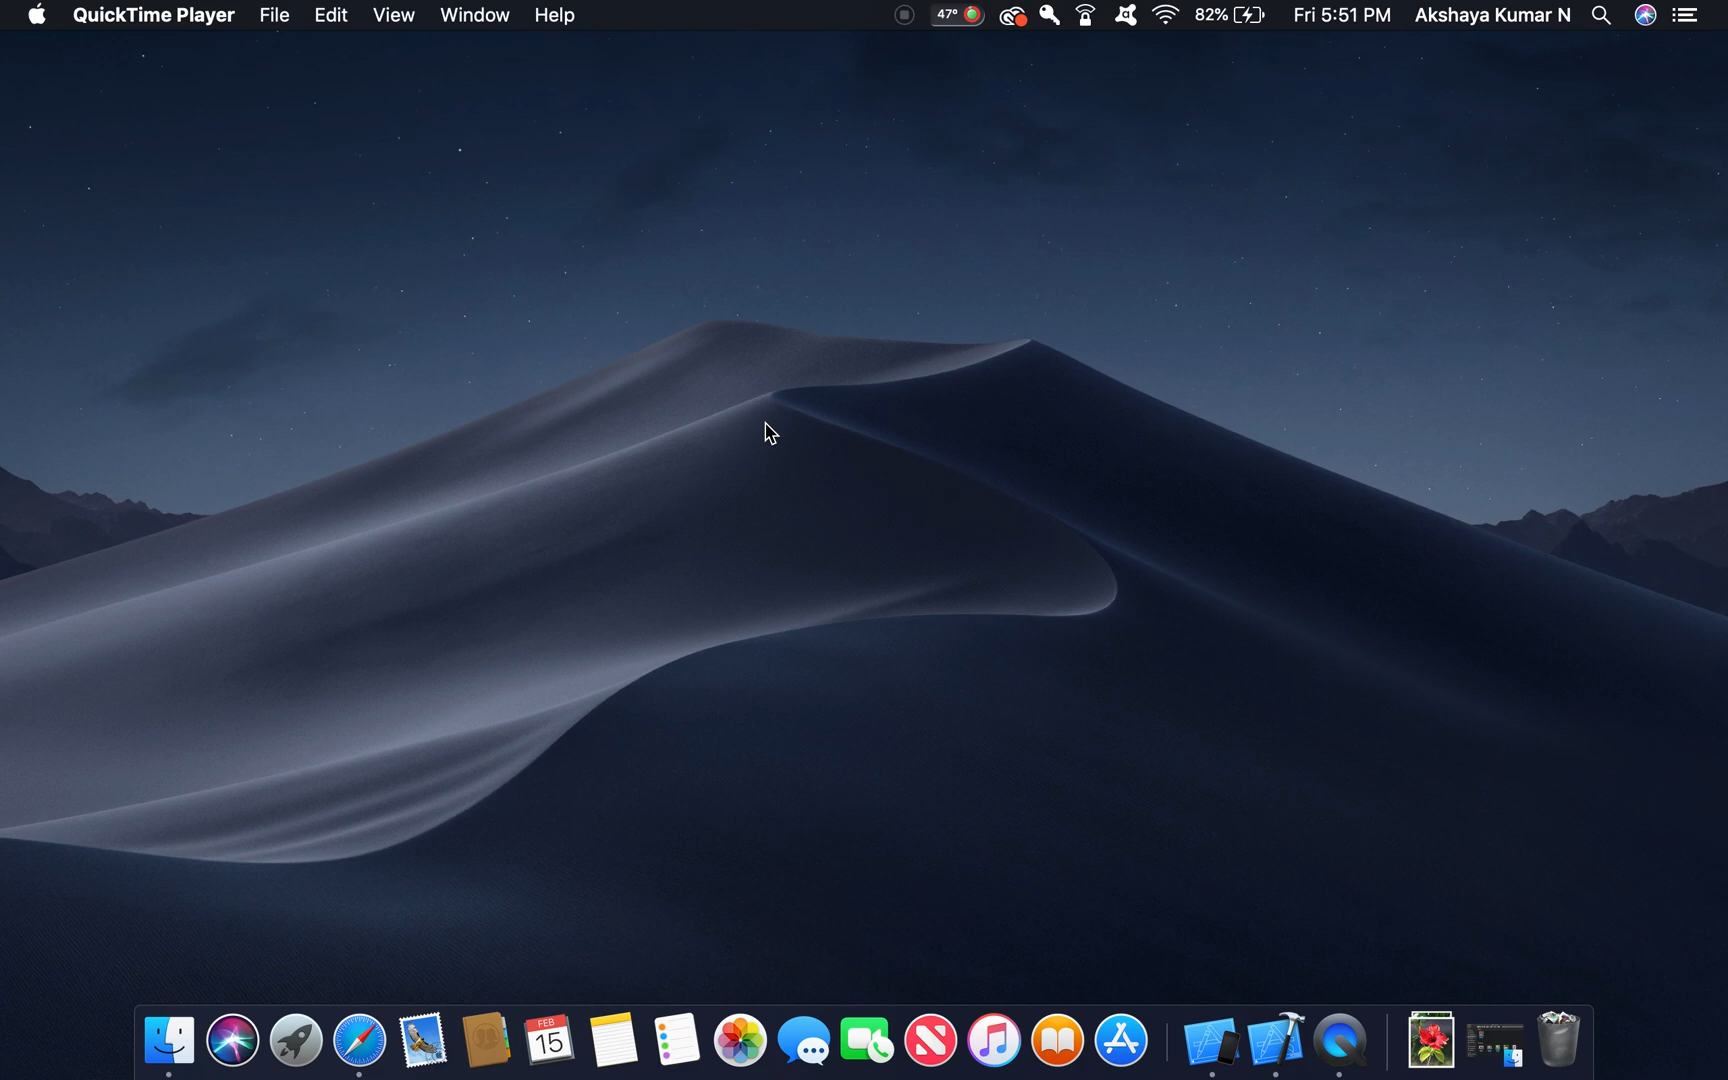 QuickTime Player File Edit View Window Help 47° 82% Fri 5:51 PM Akshaya Kumar N
FEB
15